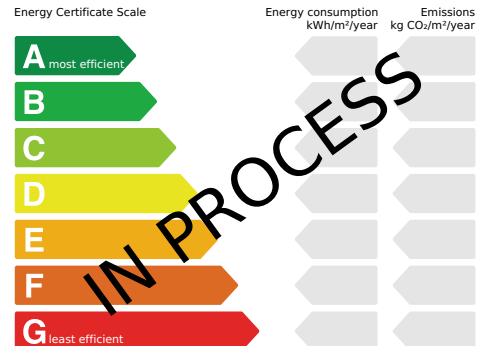 Energy Certificate Scale
Energy consumption
kWh/m²/year
Emissions
kg CO₂/m²/year
A most efficient
B
C
D
E
F
G least efficient
IN PROCESS